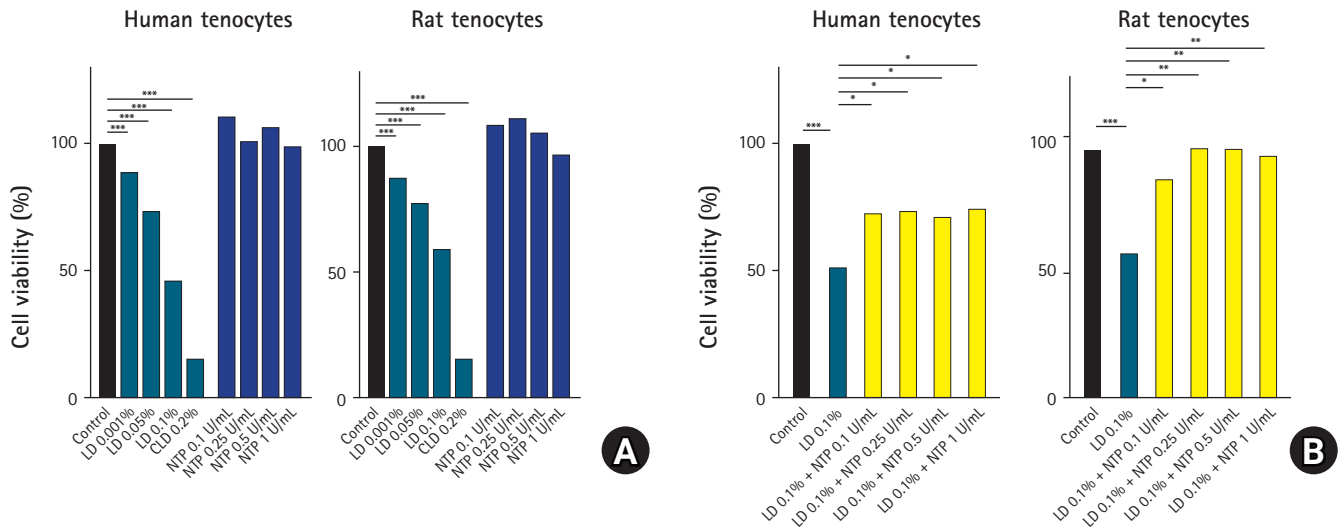 Human tenocytes
Rat tenocytes
Cell viability (%)
100
50
0
***
***
***
***
Control
LD 0.001%
LD 0.05%
LD 0.1%
CLD 0.2%
NTP 0.1 U/mL
NTP 0.25 U/mL
NTP 0.5 U/mL
NTP 1 U/mL
100
50
0
***
***
***
***
Control
LD 0.001%
LD 0.05%
LD 0.1%
CLD 0.2%
NTP 0.1 U/mL
NTP 0.25 U/mL
NTP 0.5 U/mL
NTP 1 U/mL
A
Human tenocytes
Rat tenocytes
Cell viability (%)
100
50
0
*
*
*
*
***
Control
LD 0.1%
LD 0.1% + NTP 0.1 U/mL
LD 0.1% + NTP 0.25 U/mL
LD 0.1% + NTP 0.5 U/mL
LD 0.1% + NTP 1 U/mL
100
50
0
**
**
**
*
***
Control
LD 0.1%
LD 0.1% + NTP 0.1 U/mL
LD 0.1% + NTP 0.25 U/mL
LD 0.1% + NTP 0.5 U/mL
LD 0.1% + NTP 1 U/mL
B